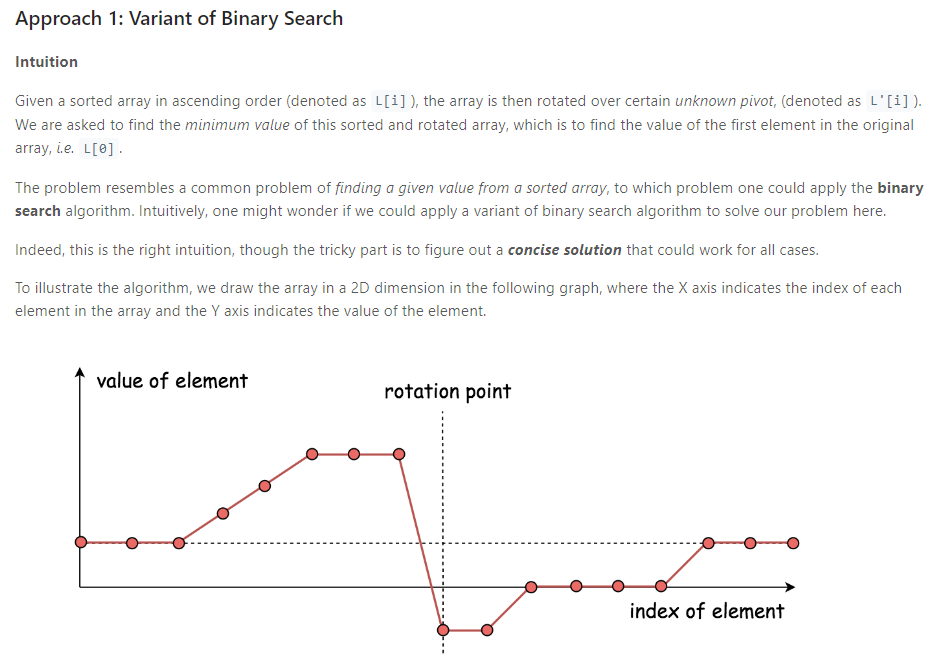 Approach 1: Variant of Binary Search
Intuition
Given a sorted array in ascending order (denoted as L[i] ), the array is then rotated over certain unknown pivot, (denoted as L'[i] ).
We are asked to find the minimum value of this sorted and rotated array, which is to find the value of the first element in the original
array, i.e. L[0] .
The problem resembles a common problem of finding a given value from a sorted array, to which problem one could apply the binary
search algorithm. Intuitively, one might wonder if we could apply a variant of binary search algorithm to solve our problem here.
Indeed, this is the right intuition, though the tricky part is to figure out a concise solution that could work for all cases.
To illustrate the algorithm, we draw the array in a 2D dimension in the following graph, where the X axis indicates the index of each
element in the array and the Y axis indicates the value of the element.
value of element
rotation point
index of element